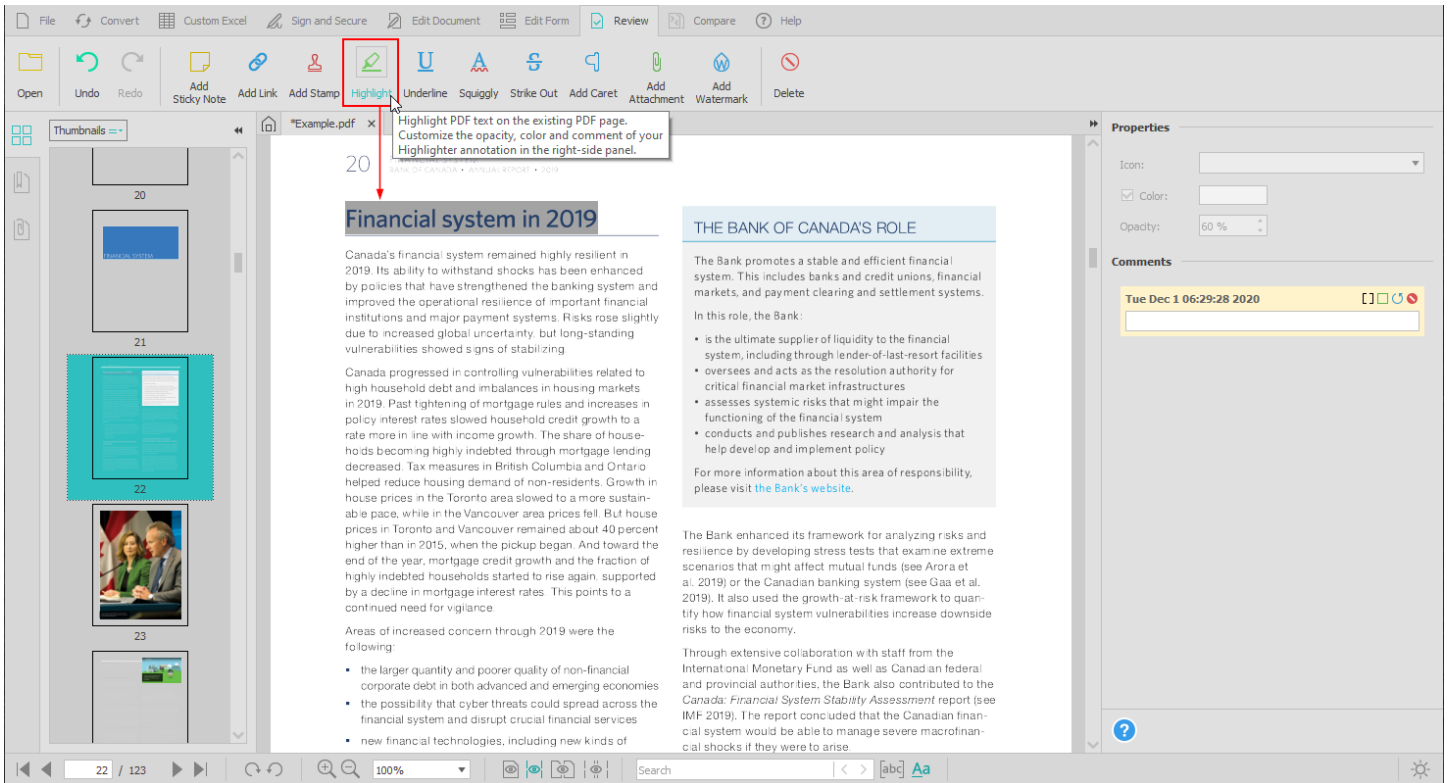 File
Convert
Custom Excel
Sign and Secure
Edit Document
Edit Form
Review
Compare
Help
Open
Undo
Redo
Add
Sticky Note
Add Link
Add Stamp
Highlight
Underline
Squiggly
Strike Out
Add Caret
Add
Attachment
Add
Watermark
Delete
Thumbnails
*Example.pdf
Highlight PDF text on the existing PDF page.
Customize the opacity, color and comment of your
Highlighter annotation in the right-side panel.
20
FINANCIAL SYSTEM
21
22
23
20
BANK OF CANADA • ANNUAL REPORT • 2019
Financial system in 2019
Canada's financial system remained highly resilient in
2019. Its ability to withstand shocks has been enhanced
by policies that have strengthened the banking system and
improved the operational resilience of important financial
institutions and major payment systems. Risks rose slightly
due to increased global uncertainty, but long-standing
vulnerabilities showed signs of stabilizing.
Canada progressed in controlling vulnerabilities related to
high household debt and imbalances in housing markets
in 2019. Past tightening of mortgage rules and increases in
policy interest rates slowed household credit growth to a
rate more in line with income growth. The share of house-
holds becoming highly indebted through mortgage lending
decreased. Tax measures in British Columbia and Ontario
helped reduce housing demand of non-residents. Growth in
house prices in the Toronto area slowed to a more sustain-
able pace, while in the Vancouver area prices fell. But house
prices in Toronto and Vancouver remained about 40 percent
higher than in 2015, when the pickup began. And toward the
end of the year, mortgage credit growth and the fraction of
highly indebted households started to rise again, supported
by a decline in mortgage interest rates. This points to a
continued need for vigilance.
Areas of increased concern through 2019 were the
following:
▪ the larger quantity and poorer quality of non-financial
corporate debt in both advanced and emerging economies
▪ the possibility that cyber threats could spread across the
financial system and disrupt crucial financial services
▪ new financial technologies, including new kinds of
THE BANK OF CANADA'S ROLE
The Bank promotes a stable and efficient financial
system. This includes banks and credit unions, financial
markets, and payment clearing and settlement systems.
In this role, the Bank:
• is the ultimate supplier of liquidity to the financial
system, including through lender-of-last-resort facilities
• oversees and acts as the resolution authority for
critical financial market infrastructures
• assesses systemic risks that might impair the
functioning of the financial system
• conducts and publishes research and analysis that
help develop and implement policy
For more information about this area of responsibility,
please visit the Bank's website.
The Bank enhanced its framework for analyzing risks and
resilience by developing stress tests that examine extreme
scenarios that might affect mutual funds (see Arora et
al. 2019) or the Canadian banking system (see Gaa et al.
2019). It also used the growth-at-risk framework to quan-
tify how financial system vulnerabilities increase downside
risks to the economy.
Through extensive collaboration with staff from the
International Monetary Fund as well as Canadian federal
and provincial authorities, the Bank also contributed to the
Canada: Financial System Stability Assessment report (see
IMF 2019). The report concluded that the Canadian finan-
cial system would be able to manage severe macrofinan-
cial shocks if they were to arise.
Properties
Icon:
Color:
Opacity:
60 %
Comments
Tue Dec 1 06:29:28 2020
22 / 123
100%
Search
abc
Aa